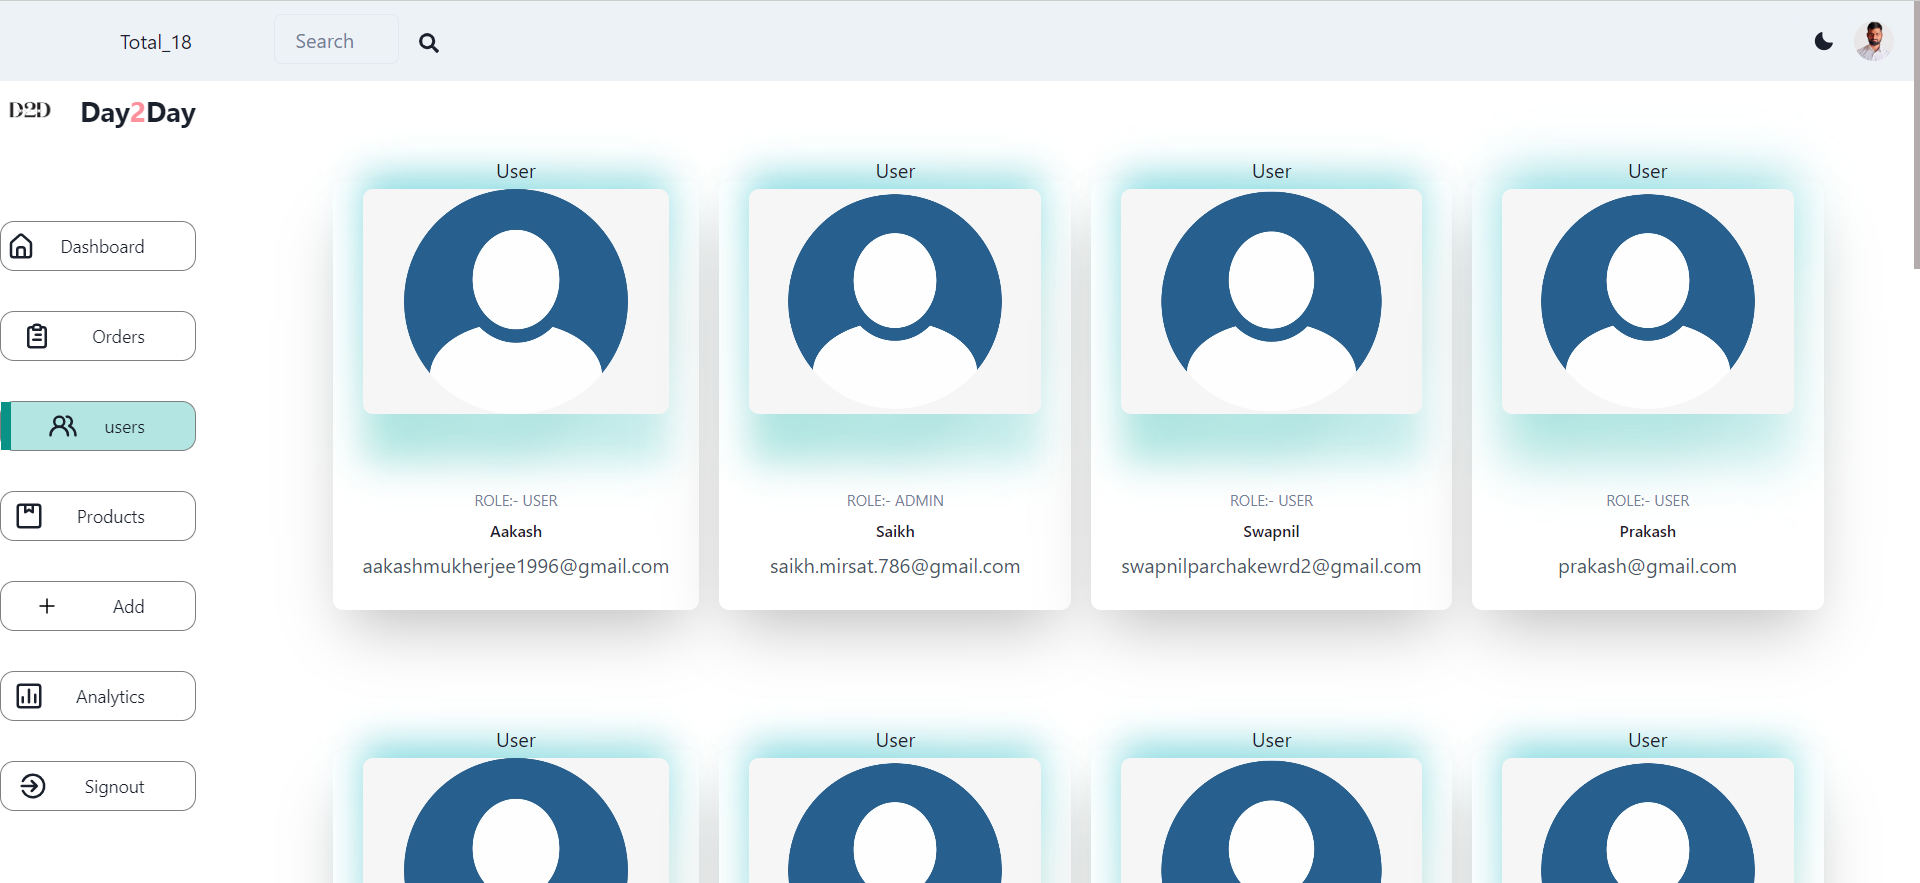 Total_18
Search
D2D
Day2Day
Dashboard
Orders
users
Products
Add
Analytics
Signout
User
ROLE:- USER
Aakash
aakashmukherjee1996@gmail.com
User
ROLE:- ADMIN
Saikh
saikh.mirsat.786@gmail.com
User
ROLE:- USER
Swapnil
swapnilparchakewrd2@gmail.com
User
ROLE:- USER
Prakash
prakash@gmail.com
User
User
User
User